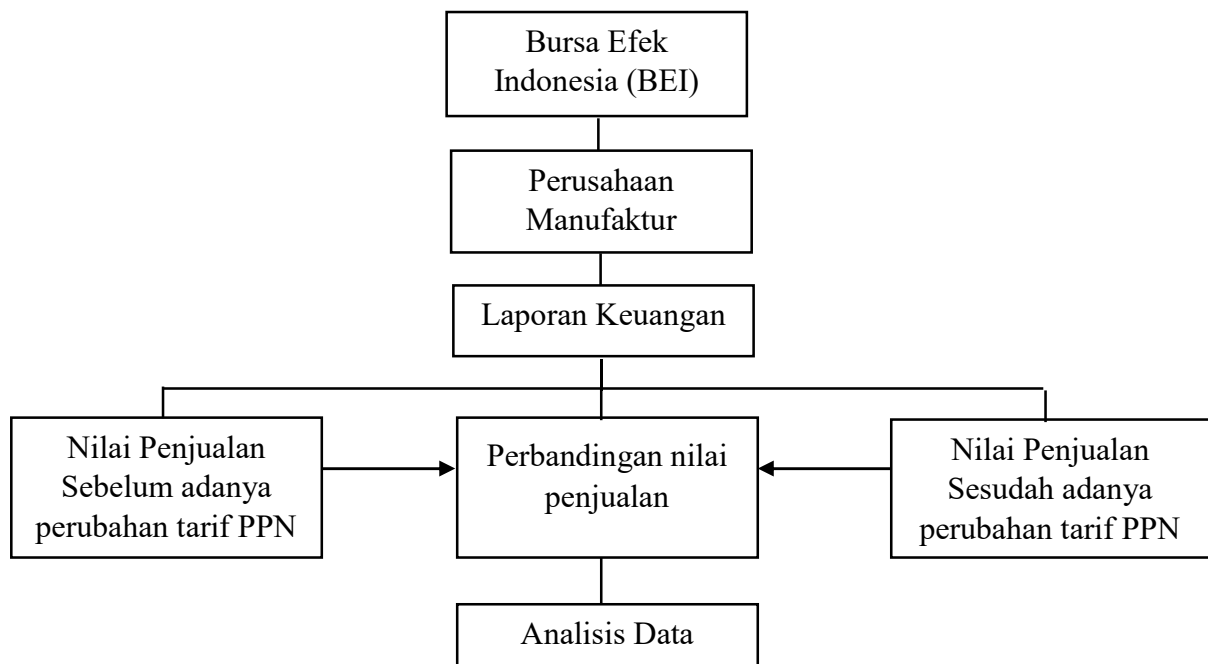 Bursa Efek
Indonesia (BEI)
Perusahaan
Manufaktur
Laporan Keuangan
Nilai Penjualan
Sebelum adanya
perubahan tarif PPN
Perbandingan nilai
penjualan
Nilai Penjualan
Sesudah adanya
perubahan tarif PPN
Analisis Data